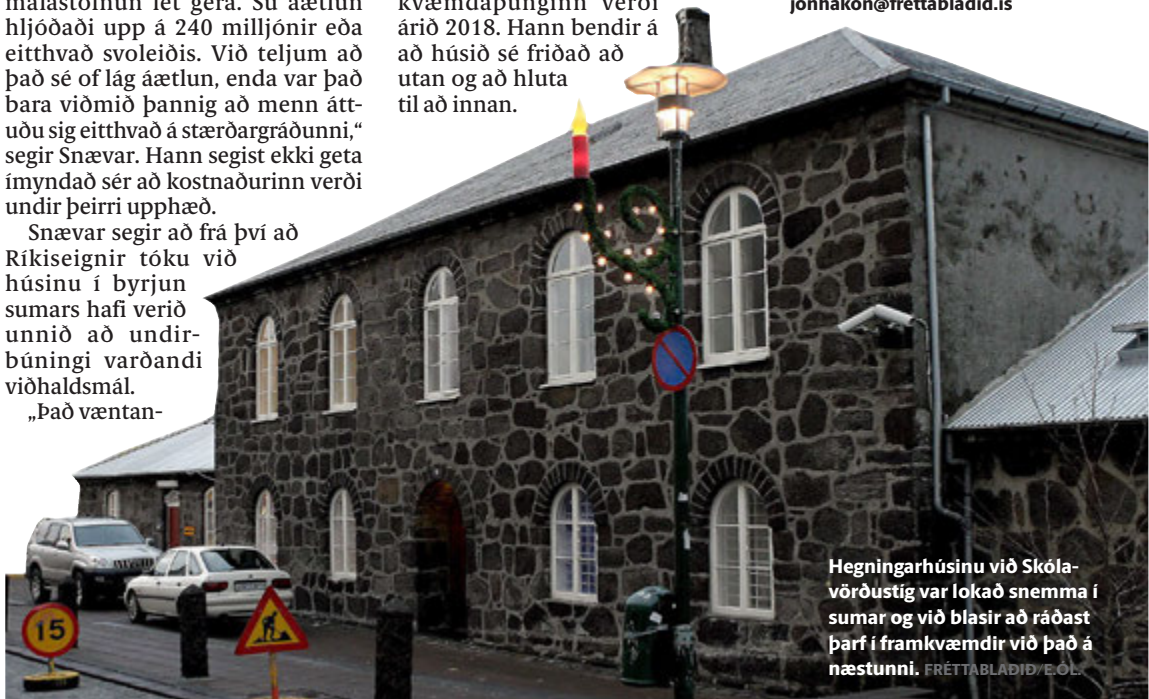 málastofnun lét gera. Sú áætlun
hljóðaði upp á 240 milljónir eða
eitthvað svoleiðis. Við teljum að
það sé of lág áætlun, enda var það
bara viðmið þannig að menn átt-
uðu sig eitthvað á stærðargráðunni,“
segir Snævar. Hann segist ekki geta
ímyndað sér að kostnaðurinn verði
undir þeirri upphæð.
Snævar segir að frá því að
Ríkiseignir tóku við
húsinu í byrjun
sumars hafi verið
unnið að undir-
búningi varðandi
viðhaldsmál.
„Það væntan-
kvæmdapunginn verði
árið 2018. Hann bendir á
að húsið sé friðað að
utan og að hluta
til að innan.
jonhakon@frettabladid.is
15
Hegningarhúsinu við Skóla-
vörðustíg var lokað snemma í
sumar og við blasir að ráðast
þarf í framkvæmdir við það á
næstunni. FRÉTTABLAÐIÐ/E.ÓL.